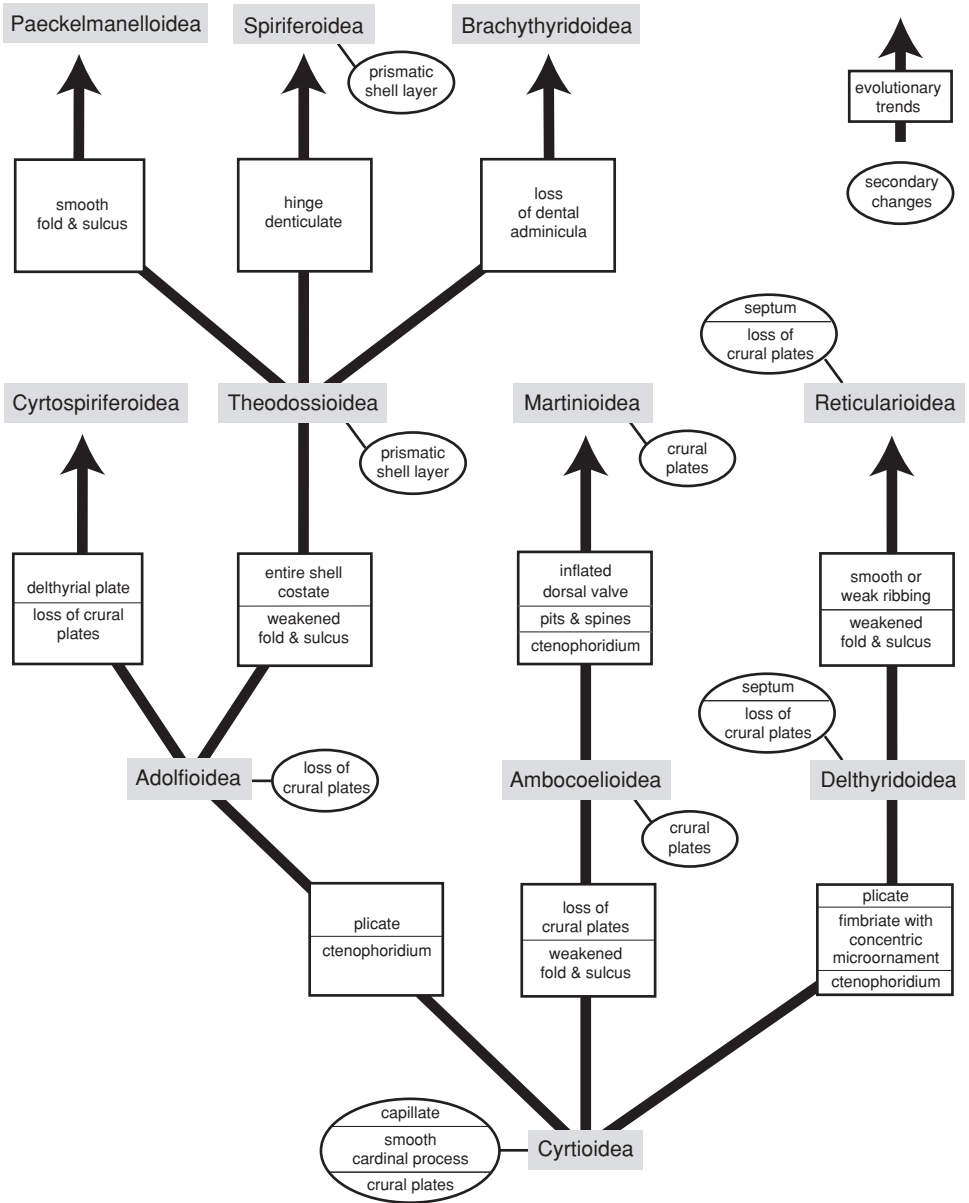 Paeckelmanelloidea
Spiriferoidea
Brachythyridoidea
prismatic
shell layer
evolutionary
trends
secondary
changes
smooth
fold & sulcus
hinge
denticulate
loss
of dental
adminicula
septum
loss of
crural plates
Cyrtospiriferoidea
Theodossioidea
Martinioidea
Reticularioidea
prismatic
shell layer
crural
plates
delthyrial plate
loss of crural
plates
entire shell
costate
weakened
fold & sulcus
inflated
dorsal valve
pits & spines
ctenophoridium
smooth or
weak ribbing
weakened
fold & sulcus
septum
loss of
crural plates
Adolfioidea
loss of
crural plates
Ambocoelioidea
Delthyridoidea
crural
plates
plicate
ctenophoridium
loss of
crural plates
weakened
fold & sulcus
plicate
fimbriate with
concentric
microornament
ctenophoridium
capillate
smooth
cardinal process
crural plates
Cyrtioidea